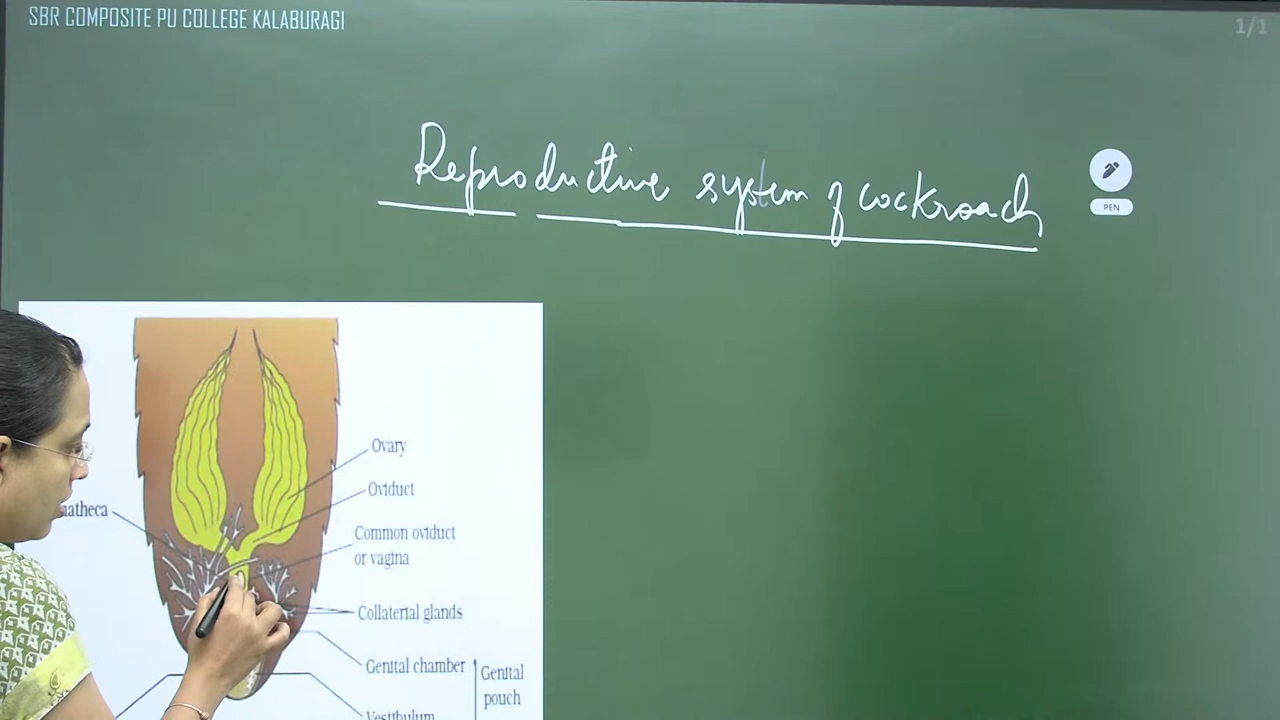 SBR COMPOSITE PU COLLEGE KALABURAGI
1/1
Reproductive system of cockroach
PEN
Ovary
Oviduct
matheca
Common oviduct
or vagina
Collaterial glands
Genital chamber
Genital
pouch
Vestibulum